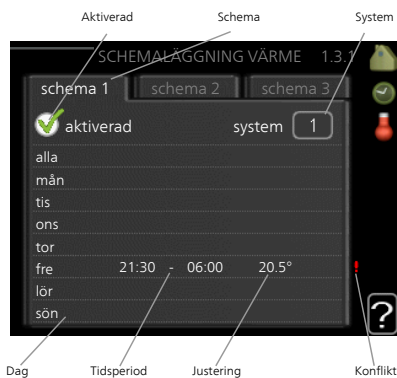 Aktiverad Schema System
SCHEMALÄGGNING VÄRME 1.3.1
schema 1 schema 2 schema 3
aktiverad system 1
alla
mån
tis
ons
tor
fre 21:30 - 06:00 20.5° !
lör
sön
?
Dag Tidsperiod Justering Konflikt